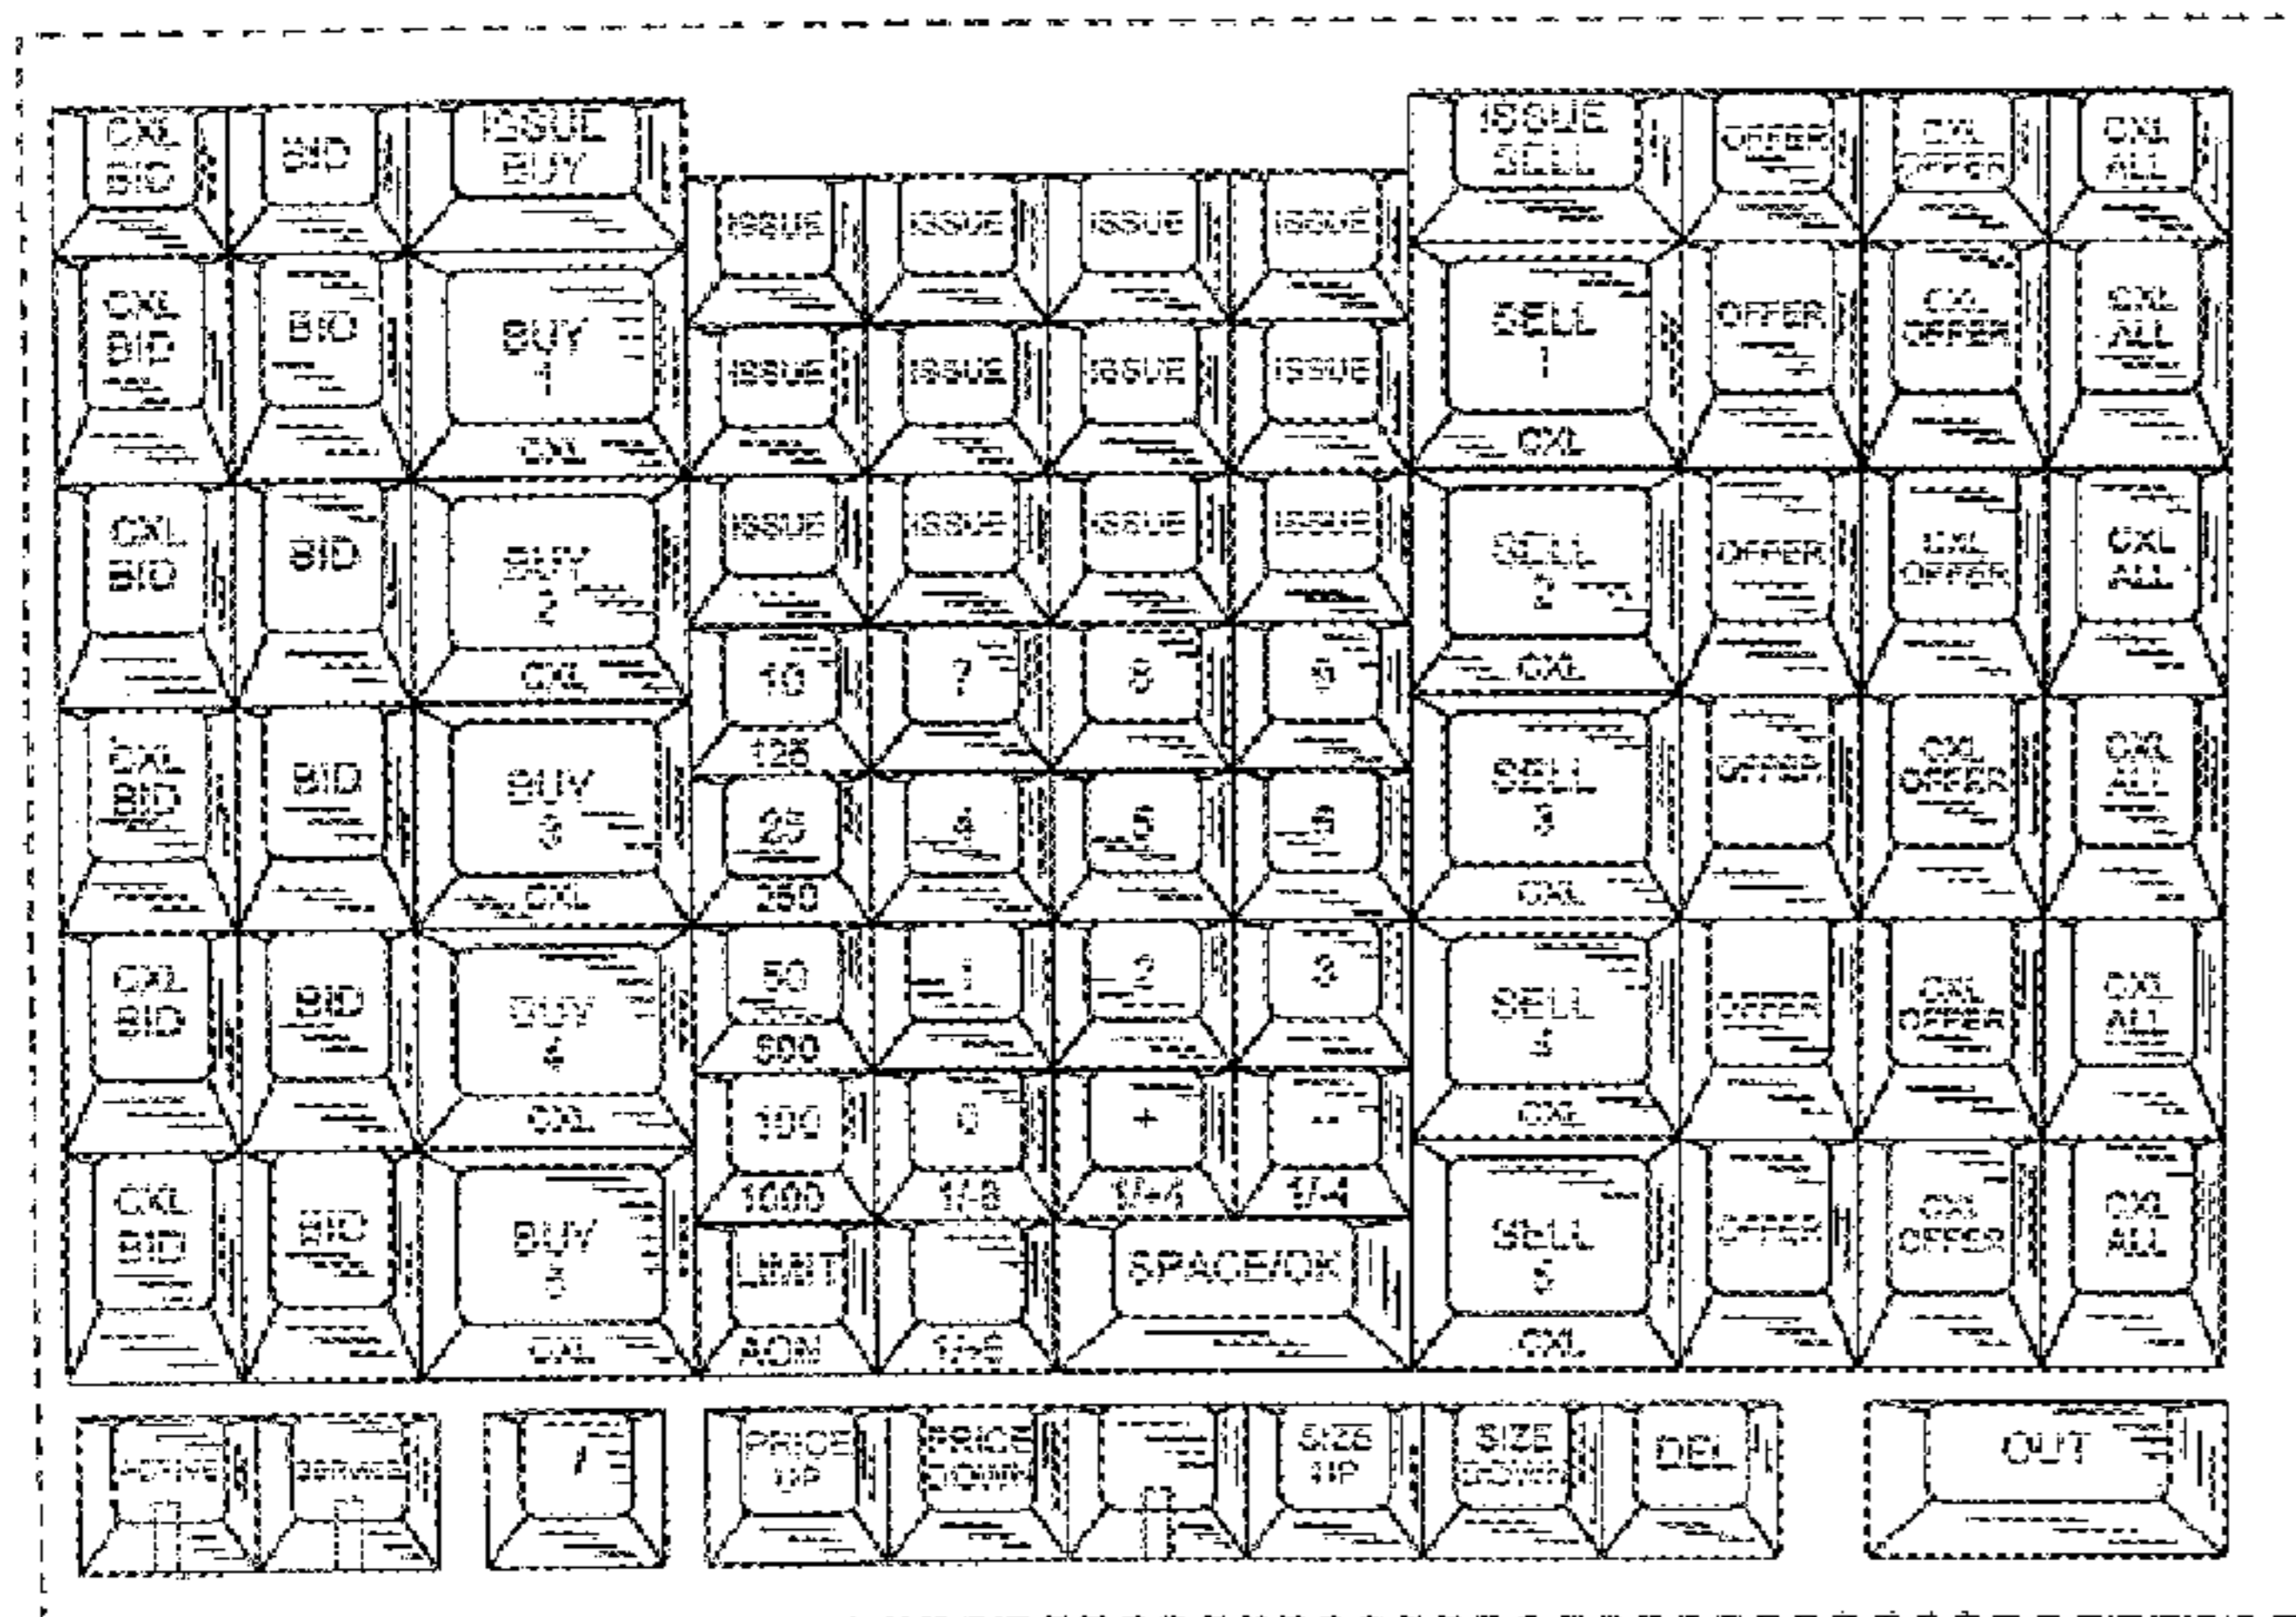 CXL
BID
BID
ISSUE
BUY
ISSUE
SELL
OFFER
CXL
OFFER
CXL
ALL
ISSUE
ISSUE
ISSUE
ISSUE
CXL
BID
BID
BUY
1
CXL
ISSUE
ISSUE
ISSUE
ISSUE
SELL
1
CXL
OFFER
CXL
OFFER
CXL
ALL
CXL
BID
BID
BUY
2
CXL
ISSUE
ISSUE
ISSUE
ISSUE
SELL
2
CXL
OFFER
CXL
OFFER
CXL
ALL
10
125
7
8
9
CXL
BID
BID
BUY
3
CXL
25
250
4
5
SELL
3
CXL
OFFER
CXL
OFFER
CXL
ALL
CXL
BID
BID
BUY
4
CXL
50
500
1
2
3
SELL
4
CXL
OFFER
CXL
OFFER
CXL
ALL
100
1000
0
1/8
+
-
1/4
CXL
BID
BID
BUY
5
CXL
LIMIT
AON
1/2
SPACE/OK
SELL
5
CXL
OFFER
CXL
OFFER
CXL
ALL
/
PRICE
UP
PRICE
DOWN
SIZE
UP
SIZE
DOWN
DEL
OUT